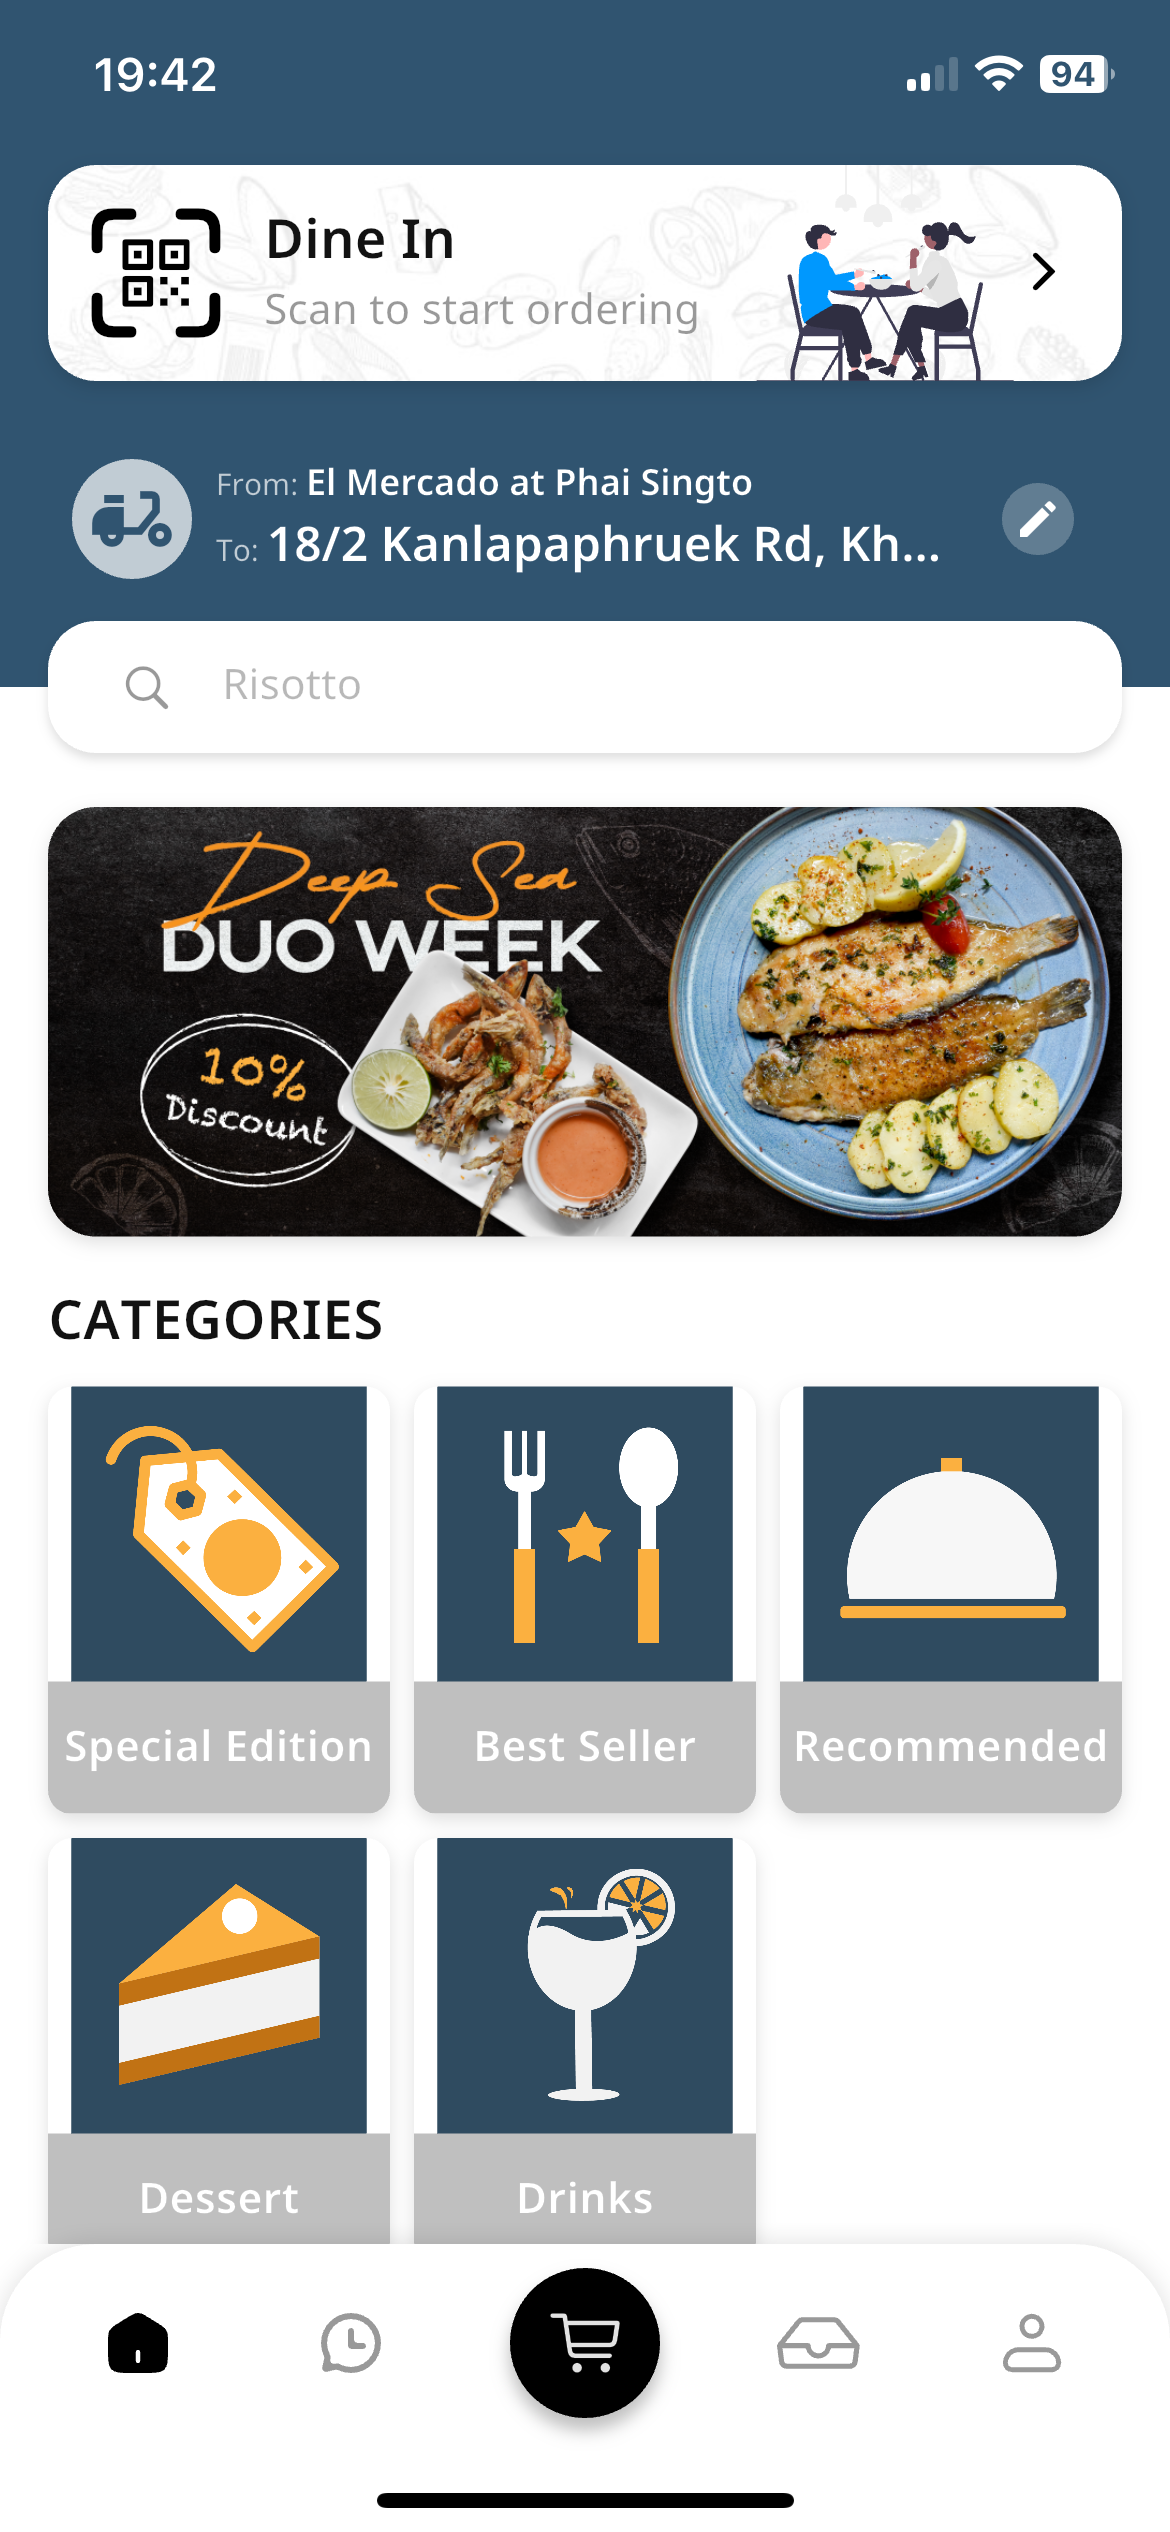 19:42
94
Dine In
Scan to start ordering
From: El Mercado at Phai Singto
To: 18/2 Kanlapaphruek Rd, Kh...
Risotto
Deep Sea
DUO WEEK
10%
Discount
CATEGORIES
Special Edition
Best Seller
Recommended
Dessert
Drinks